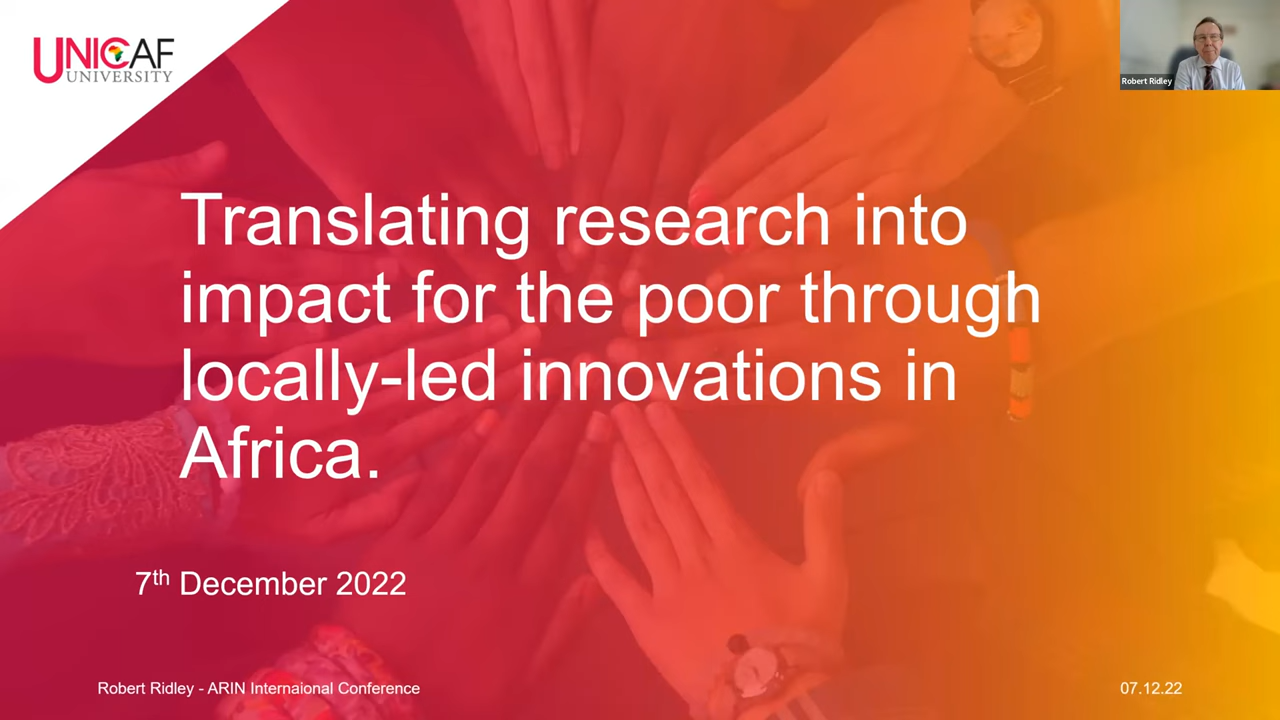 UNICAF
UNIVERSITY
Robert Ridley
Translating research into
impact for the poor through
locally-led innovations in
Africa.
7th December 2022
Robert Ridley - ARIN Internaional Conference
07.12.22